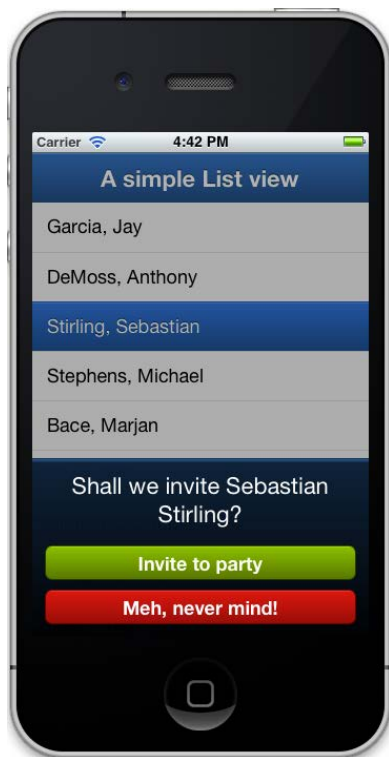 Carrier 4:42 PM
A simple List view
Garcia, Jay
DeMoss, Anthony
Stirling, Sebastian
Stephens, Michael
Bace, Marjan
Shall we invite Sebastian
Stirling?
Invite to party
Meh, never mind!